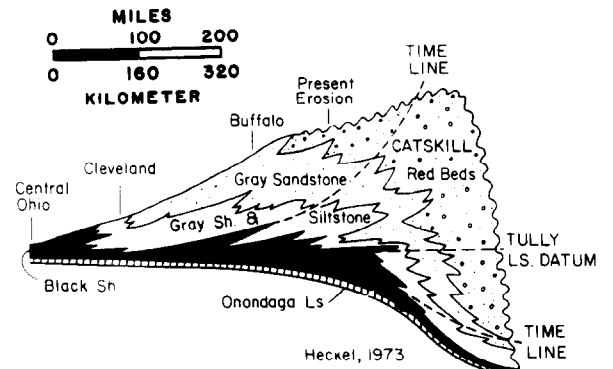 MILES
0 100 200
0 160 320
KILOMETER
TIME
LINE
Present
Erosion
Buffalo
CATSKILL
Cleveland
Red Beds
Gray Sandstone
Central
Ohio
Gray Sh. &
Siltstone
TULLY
LS. DATUM
Black Sh
Onondaga Ls
TIME
LINE
Heckel, 1973